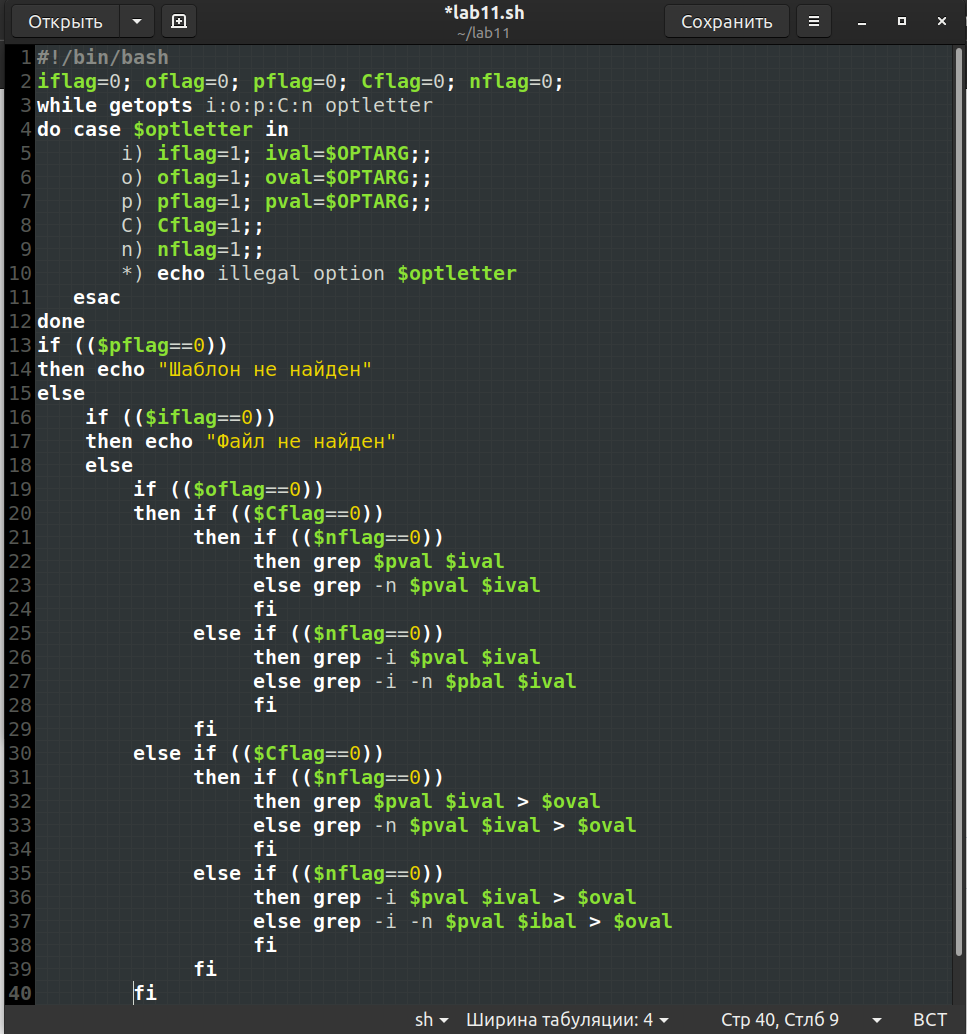 Открыть
*lab11.sh
~/lab11
Сохранить
1 #!/bin/bash
2 iflag=0; oflag=0; pflag=0; Cflag=0; nflag=0;
3 while getopts i:o:p:C:n optletter
4 do case $optletter in
5        i) iflag=1; ival=$OPTARG;;
6        o) oflag=1; oval=$OPTARG;;
7        p) pflag=1; pval=$OPTARG;;
8        C) Cflag=1;;
9        n) nflag=1;;
10        *) echo illegal option $optletter
11    esac
12 done
13 if (($pflag==0))
14 then echo "Шаблон не найден"
15 else
16     if (($iflag==0))
17     then echo "Файл не найден"
18     else
19         if (($oflag==0))
20         then if (($Cflag==0))
21              then if (($nflag==0))
22                   then grep $pval $ival
23                   else grep -n $pval $ival
24                   fi
25              else if (($nflag==0))
26                   then grep -i $pval $ival
27                   else grep -i -n $pbal $ival
28                   fi
29              fi
30         else if (($Cflag==0))
31              then if (($nflag==0))
32                   then grep $pval $ival > $oval
33                   else grep -n $pval $ival > $oval
34                   fi
35              else if (($nflag==0))
36                   then grep -i $pval $ival > $oval
37                   else grep -i -n $pval $ibal > $oval
38                   fi
39              fi
40         fi
sh Ширина табуляции: 4 Стр 40, Стлб 9 ВСТ